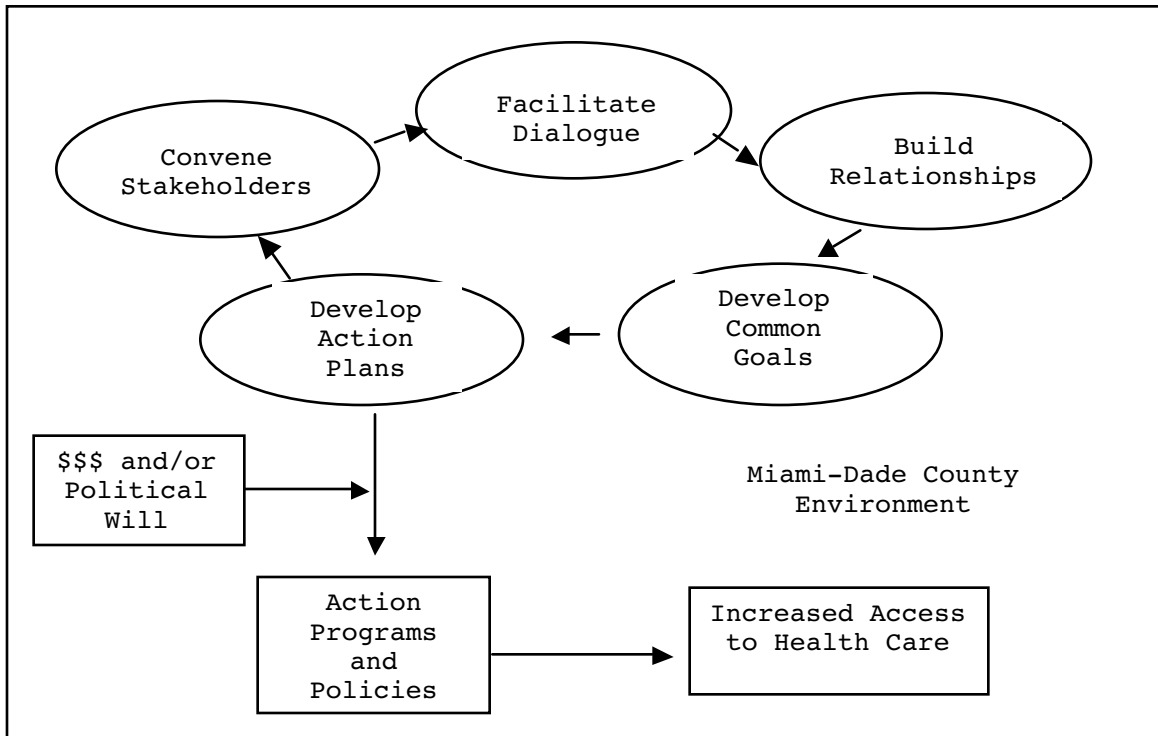 Facilitate
Dialogue
Convene
Stakeholders
Build
Relationships
Develop
Action
Plans
Develop
Common
Goals
$$$ and/or
Political
Will
Miami-Dade County
Environment
Action
Programs
and
Policies
Increased Access
to Health Care